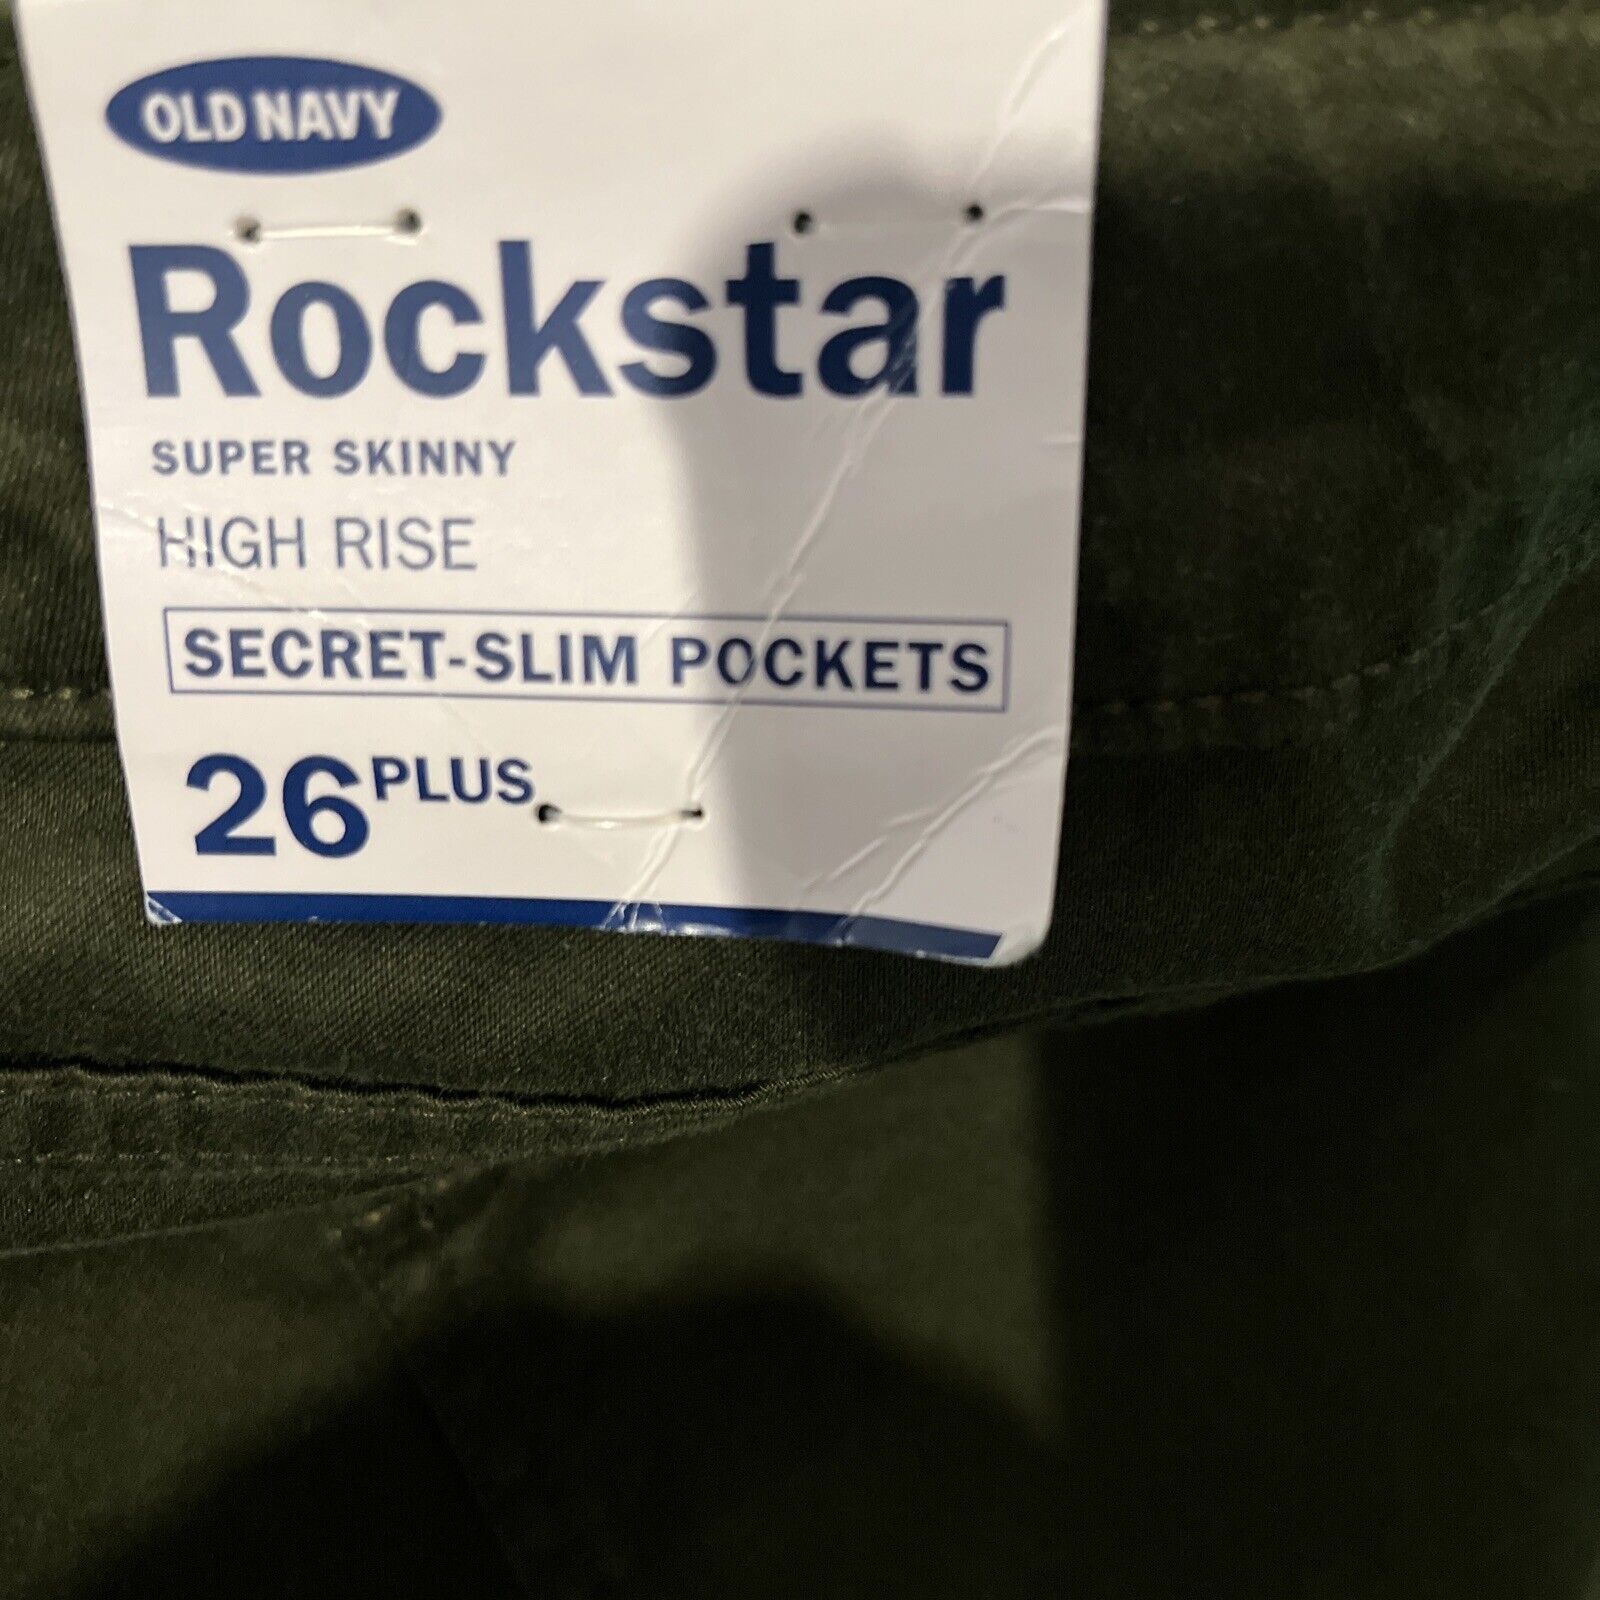 OLD NAVY
Rockstar
SUPER SKINNY
HIGH RISE
SECRET-SLIM POCKETS
26 PLUS